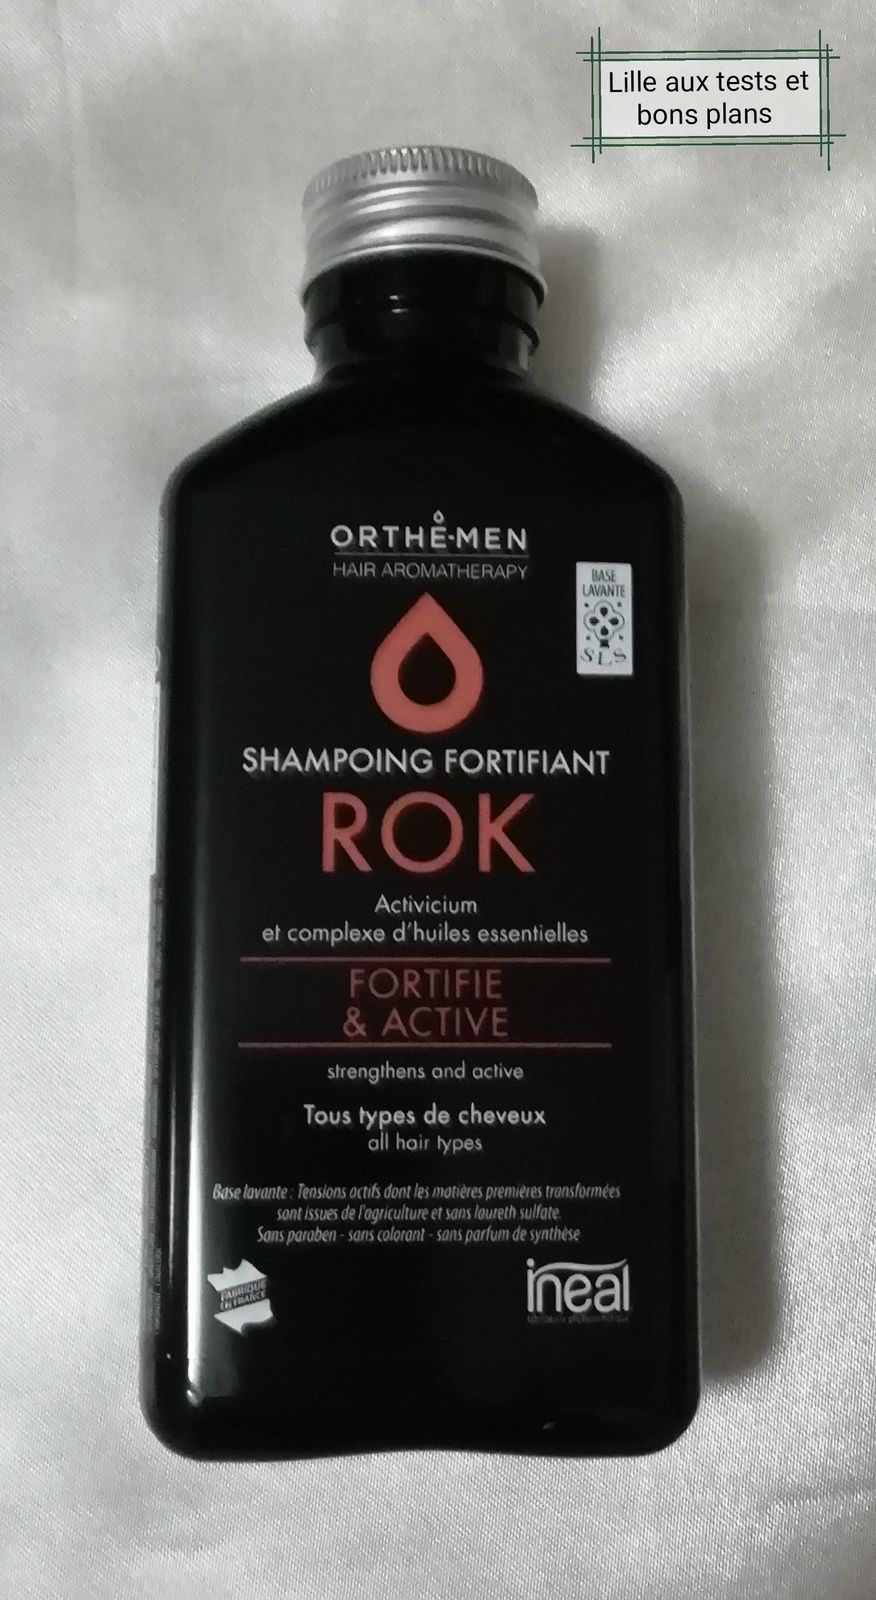 Lille aux tests et
bons plans
ORTHÉ-MEN
HAIR AROMATHERAPY
BASE
LAVANTE
SLS
SHAMPOING FORTIFIANT
ROK
Activicium
et complexe d'huiles essentielles
FORTIFIE
& ACTIVE
strengthens and active
Tous types de cheveux
all hair types
Base lavante : Tensions actifs dont les matières premières transformées
sont issues de l'agriculture et sans laureth sulfate.
Sans paraben - sans colorant - sans parfum de synthèse
FABRIQUÉ
EN FRANCE
ineal